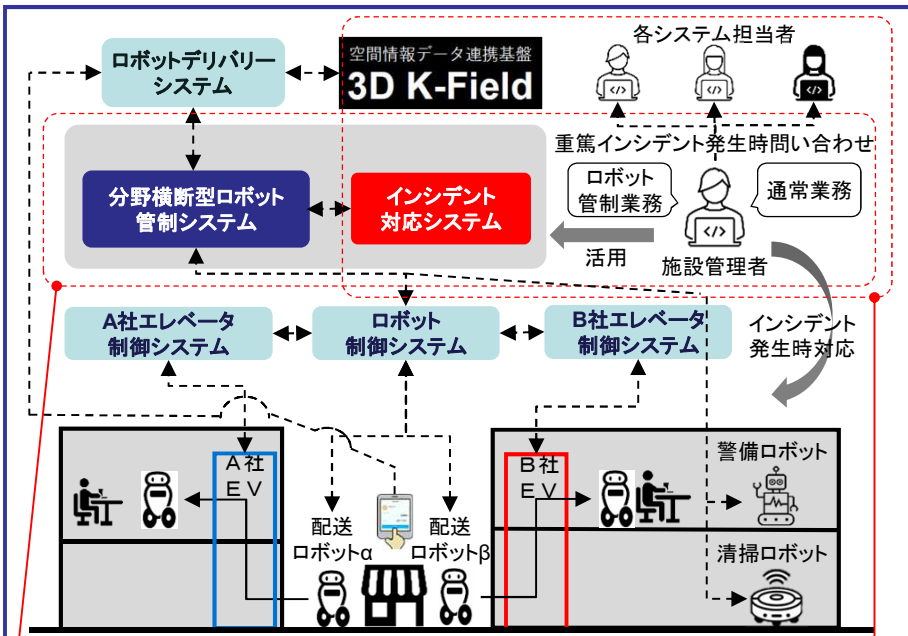 ロボットデリバリー
システム
空間情報データ連携基盤
3D K-Field
各システム担当者
</>
</>
</>
重篤インシデント発生時問い合わせ
分野横断型ロボット
管制システム
インシデント
対応システム
ロボット
管制業務
通常業務
</>
活用
施設管理者
A社エレベータ
制御システム
ロボット
制御システム
B社エレベータ
制御システム
インシデント
発生時対応
A社
EV
配送
ロボットα
配送
ロボットβ
B社
EV
警備ロボット
清掃ロボット